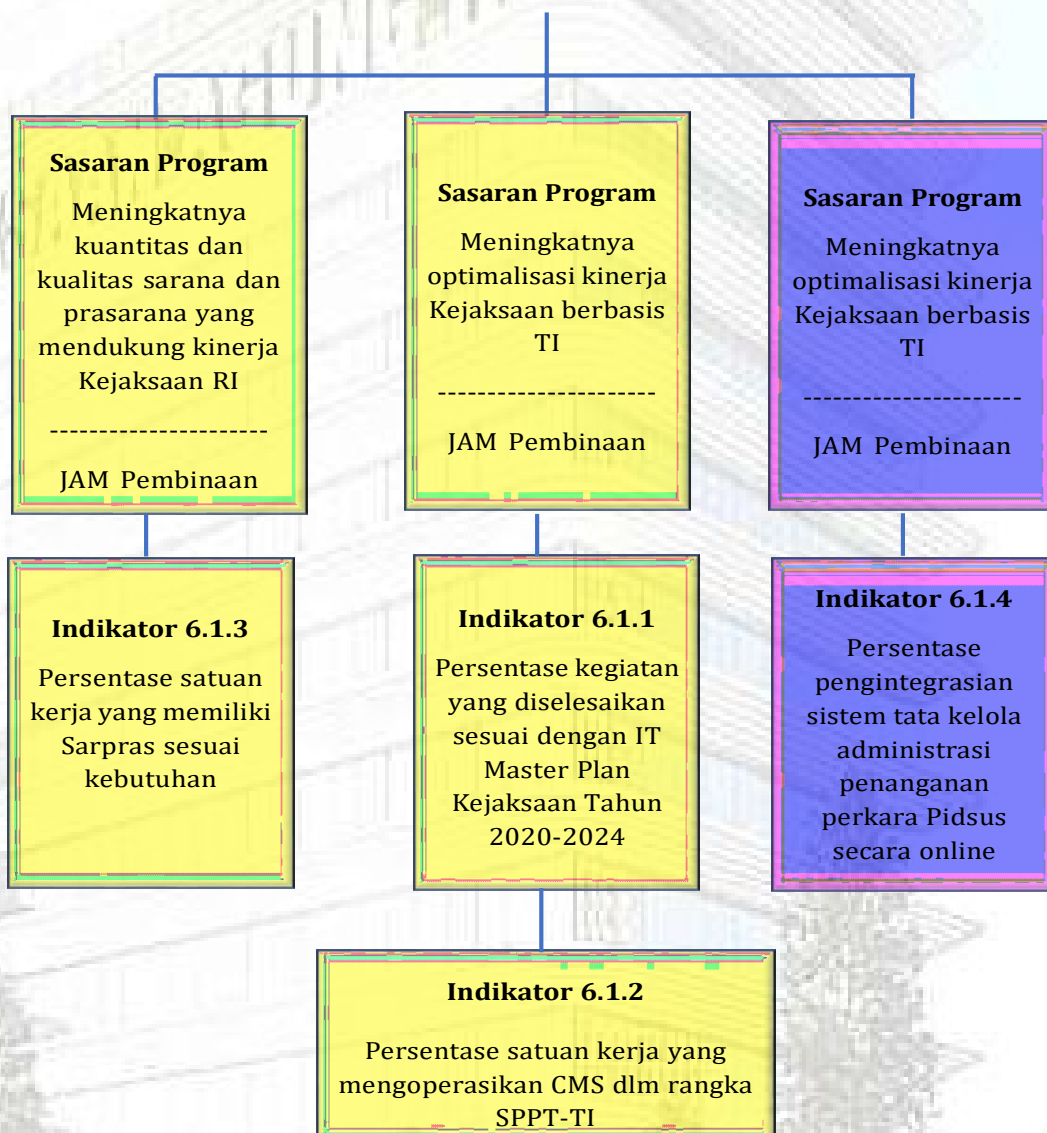 Sasaran Program
Meningkatnya
kuantitas dan
kualitas sarana dan
prasarana yang
mendukung kinerja
Kejaksaan RI
----------------------
JAM Pembinaan
Sasaran Program
Meningkatnya
optimalisasi kinerja
Kejaksaan berbasis
TI
----------------------
JAM Pembinaan
Sasaran Program
Meningkatnya
optimalisasi kinerja
Kejaksaan berbasis
TI
----------------------
JAM Pembinaan
Indikator 6.1.3
Persentase satuan
kerja yang memiliki
Sarpras sesuai
kebutuhan
Indikator 6.1.1
Persentase kegiatan
yang diselesaikan
sesuai dengan IT
Master Plan
Kejaksaan Tahun
2020-2024
Indikator 6.1.4
Persentase
pengintegrasian
sistem tata kelola
administrasi
penanganan
perkara Pidsus
secara online
Indikator 6.1.2
Persentase satuan kerja yang
mengoperasikan CMS dlm rangka
SPPT-TI